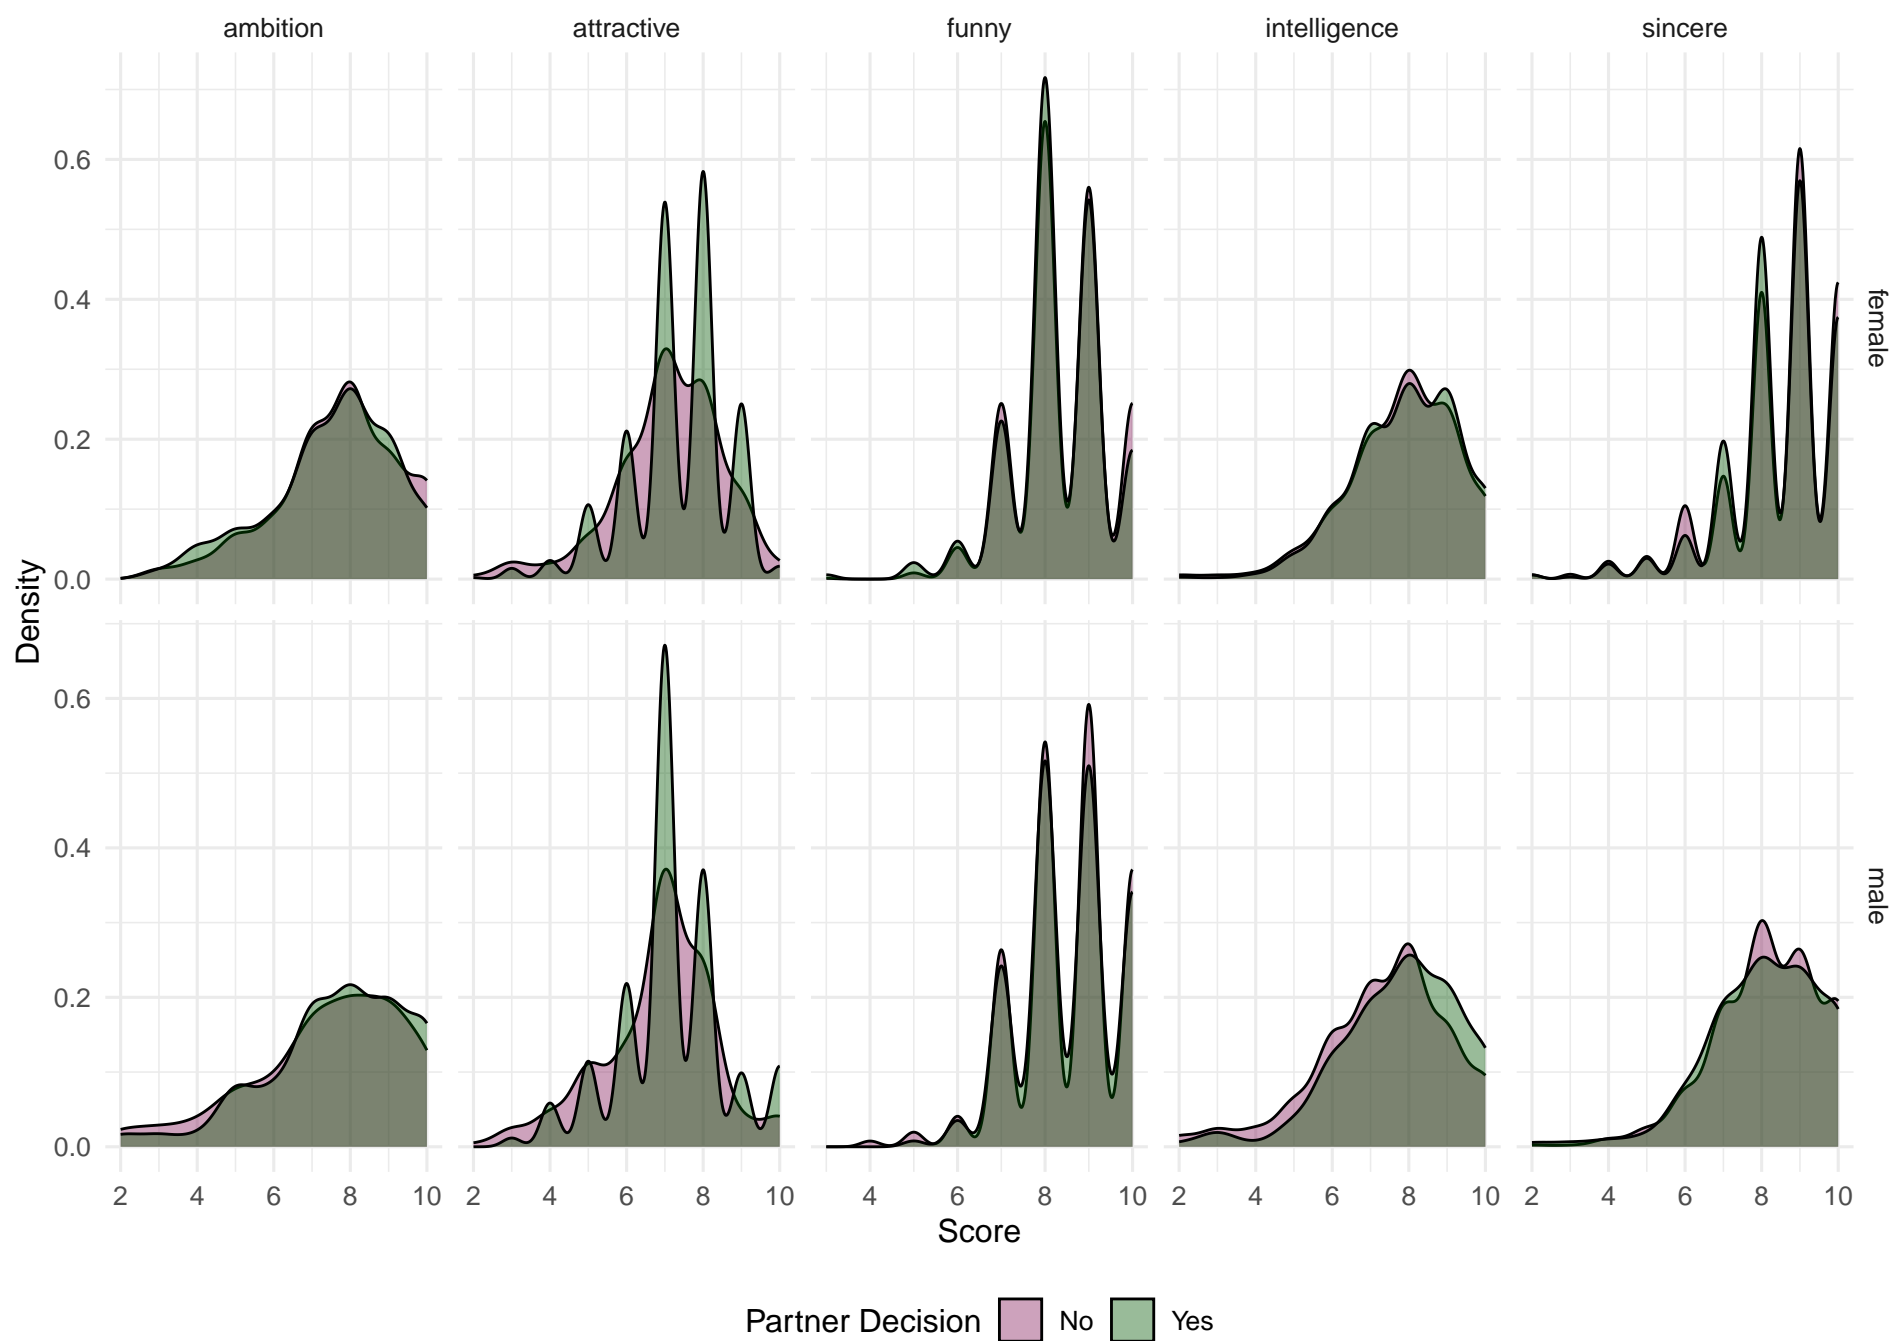 ambition attractive funny intelligence sincere
0.6
0.4
0.2
0.0
female
Density
0.6
0.4
0.2
0.0
male
2 4 6 8 10 2 4 6 8 10 4 6 8 10 2 4 6 8 10 2 4 6 8 10
Score
Partner Decision No Yes